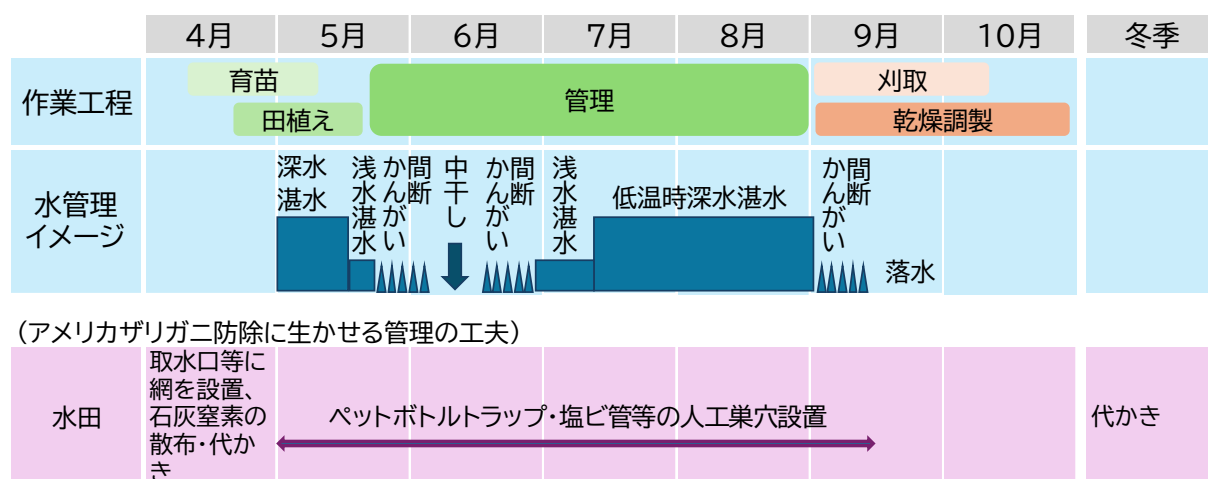 4月 5月 6月 7月 8月 9月 10月 冬季
作業工程
育苗
田植え
管理
刈取
乾燥調製
水管理
イメージ
深水
湛水
浅水湛水
間断
かんがい
中干し
間断
かんがい
浅水湛水
低温時深水湛水
間断
かんがい
落水
（アメリカザリガニ防除に生かせる管理の工夫）
水田
取水口等に
網を設置、
石灰窒素の
散布・代か
き
ペットボトルトラップ・塩ビ管等の人工巣穴設置
代かき